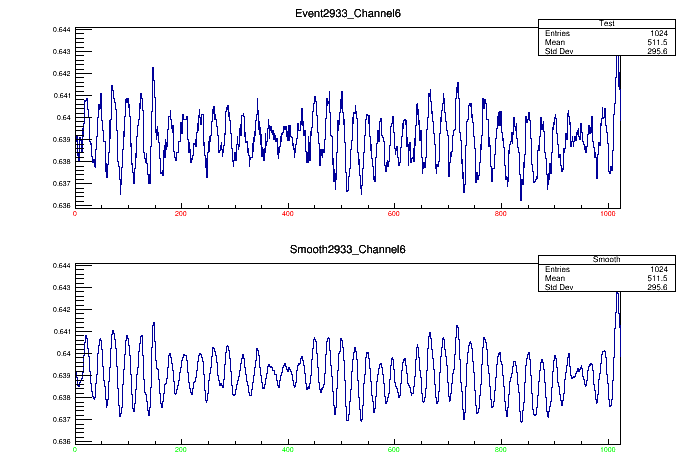 Event2933_Channel6
Test
Entries 1024
Mean 511.5
Std Dev 295.6
0.644
0.643
0.642
0.641
0.64
0.639
0.638
0.637
0.636
0 200 400 600 800 1000
Smooth2933_Channel6
Smooth
Entries 1024
Mean 511.5
Std Dev 295.6
0.644
0.643
0.642
0.641
0.64
0.639
0.638
0.637
0.636
0 200 400 600 800 1000